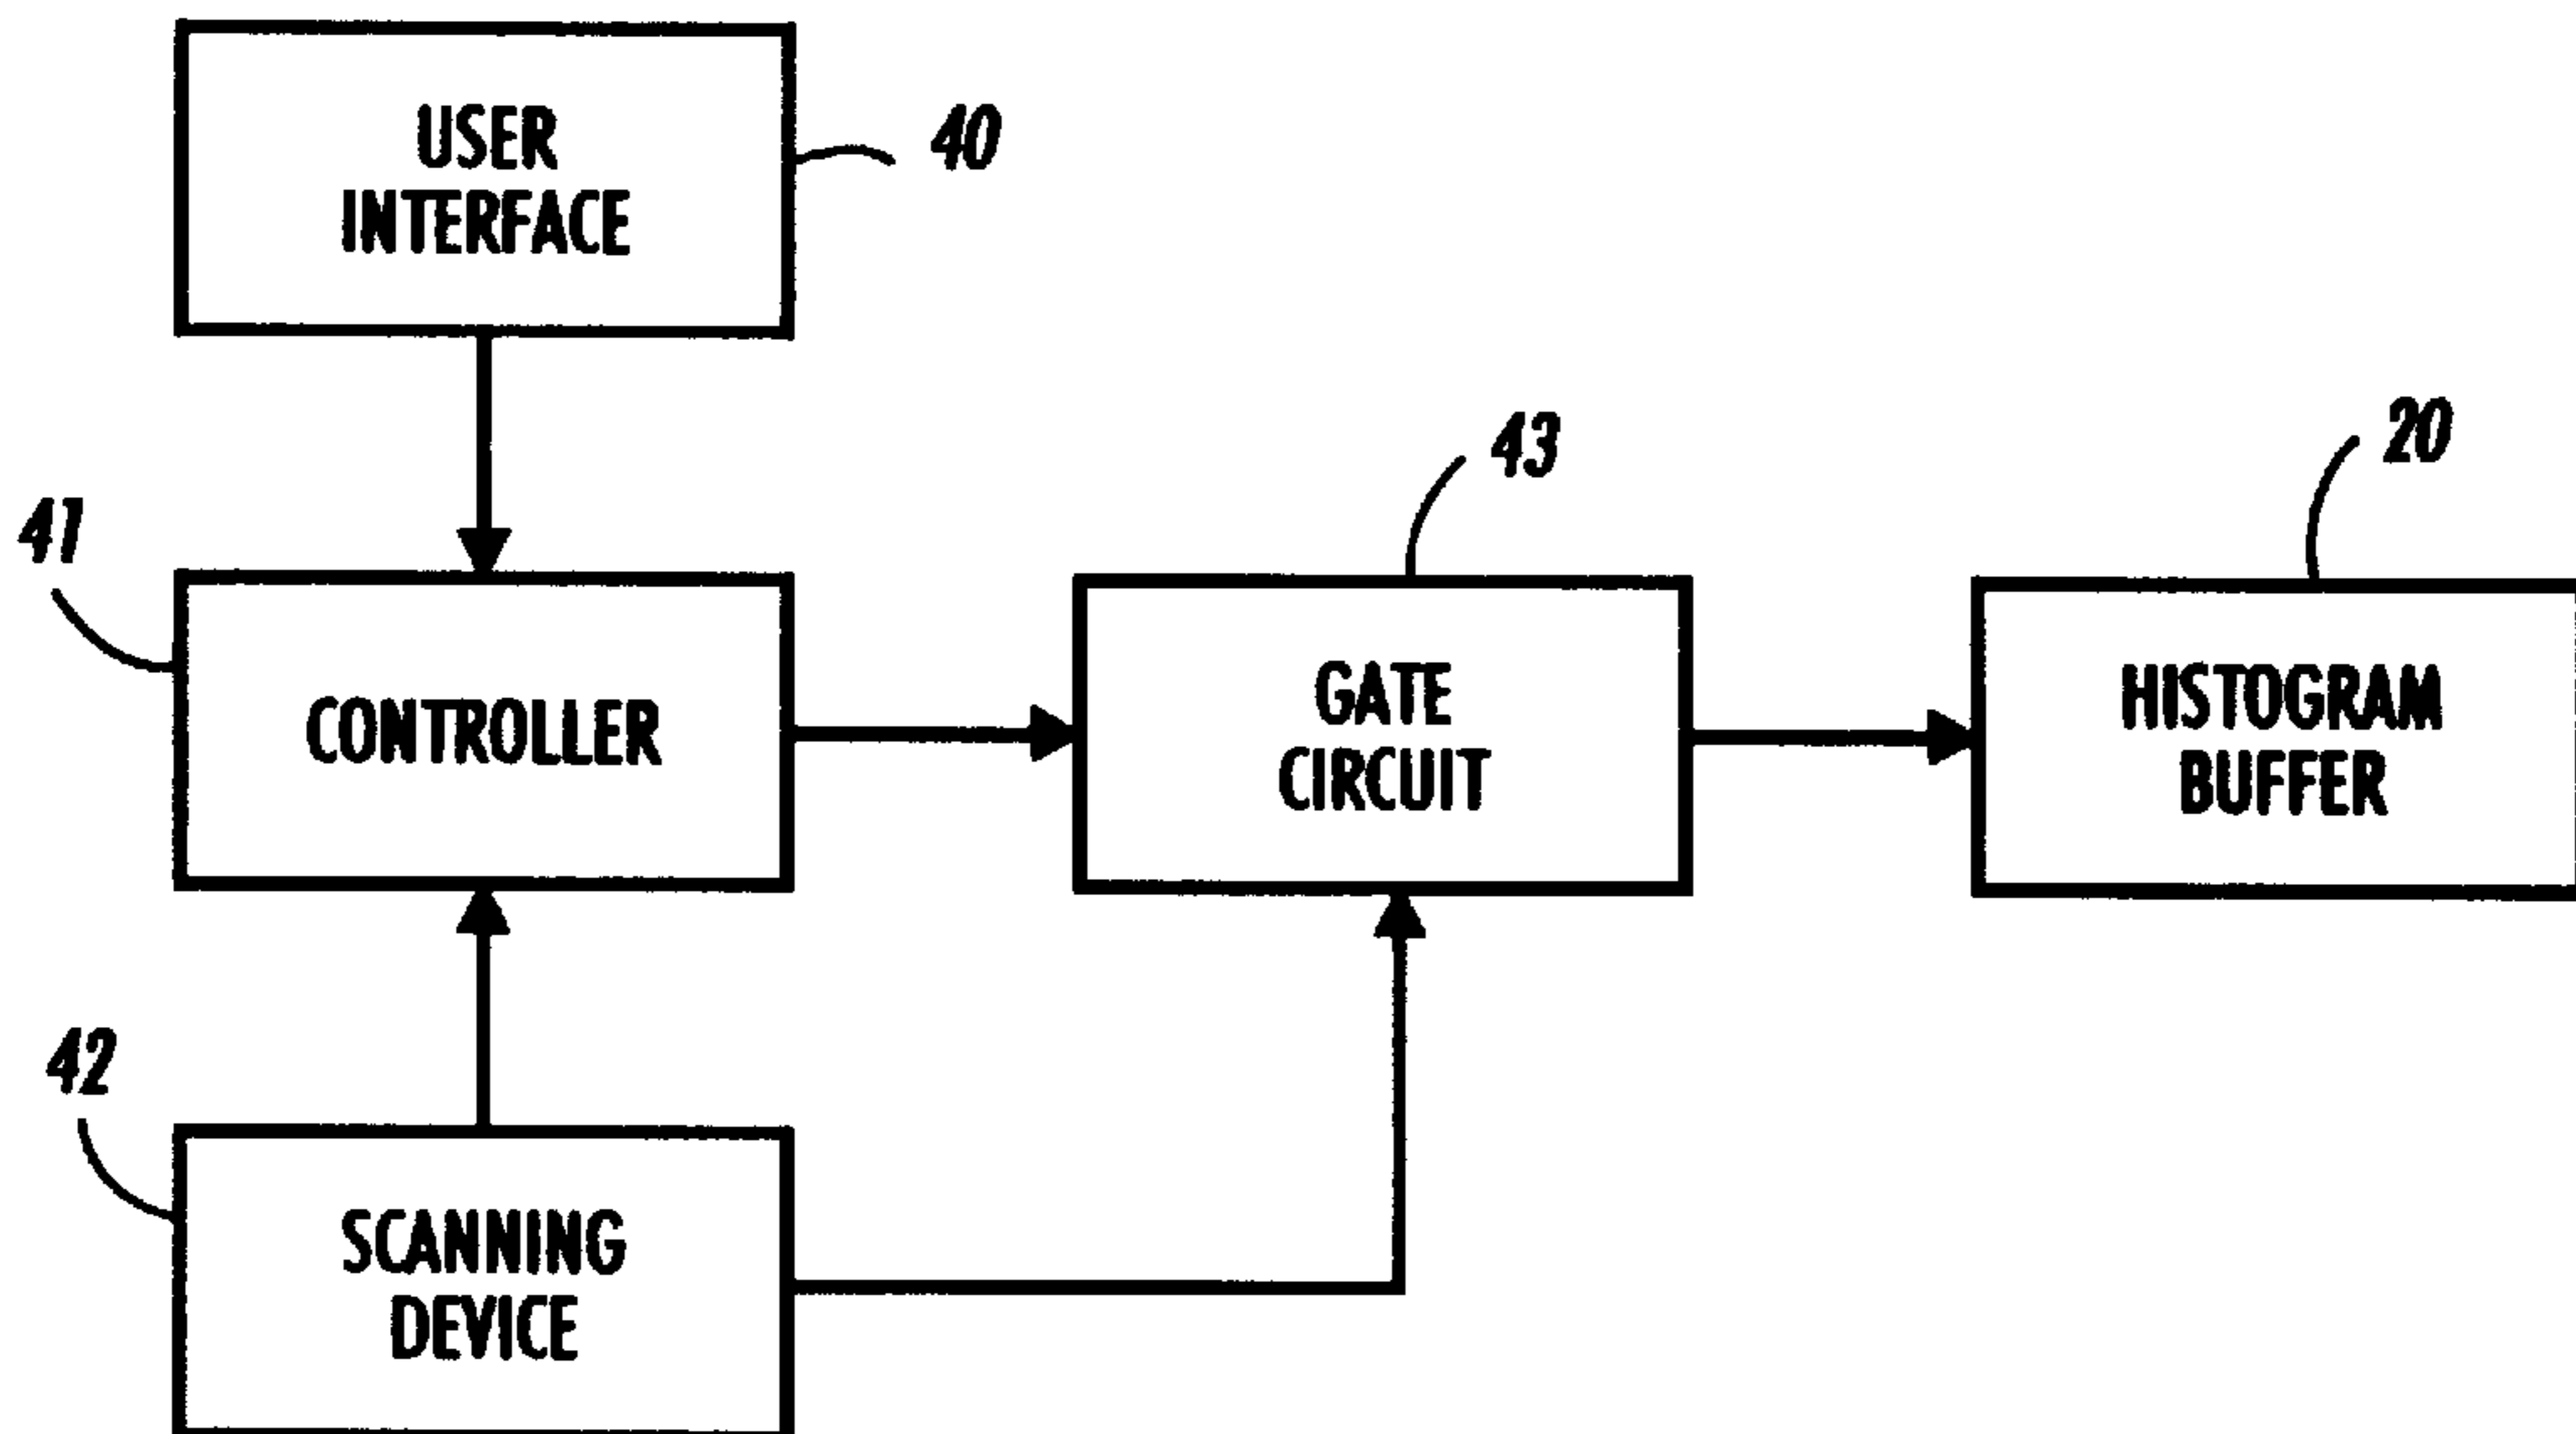 USER
INTERFACE
40
41
CONTROLLER
43
GATE
CIRCUIT
20
HISTOGRAM
BUFFER
42
SCANNING
DEVICE